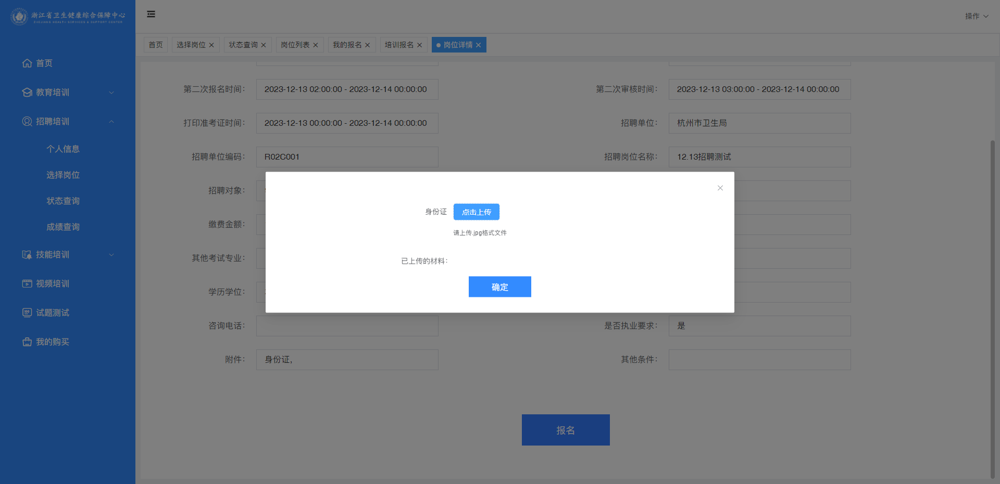 浙江省卫生健康综合保障中心
ZHEJIANG HEALTH SERVICES & SUPPORT CENTER
操作
首页 选择岗位 状态查询 岗位列表 我的报名 培训报名 岗位详情
首页
教育培训
招聘培训
个人信息
选择岗位
状态查询
成绩查询
技能培训
视频培训
试题测试
我的购买
第二次报名时间: 2023-12-13 02:00:00 - 2023-12-14 00:00:00 第二次审核时间: 2023-12-13 03:00:00 - 2023-12-14 00:00:00
打印准考证时间: 2023-12-13 00:00:00 - 2023-12-14 00:00:00 招聘单位: 杭州市卫生局
招聘单位编码: R02C001 招聘岗位名称: 12.13招聘测试
招聘对象:
缴费金额:
其他考试专业:
学历学位:
咨询电话: 是否执业要求: 是
附件: 身份证, 其他条件:
报名
身份证 点击上传
请上传.jpg格式文件
已上传的材料:
确定